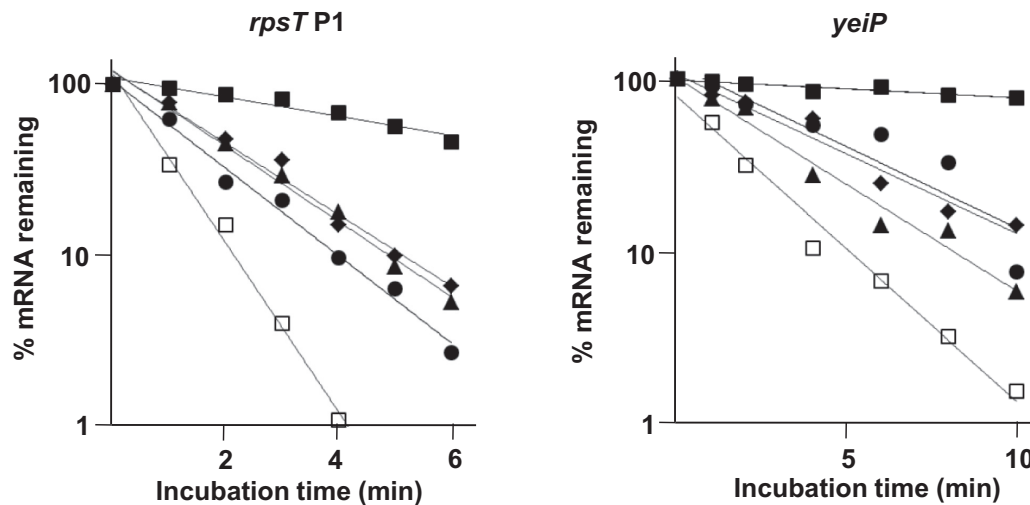 rpsT P1
% mRNA remaining
100
10
1
2
4
6
Incubation time (min)
yeiP
% mRNA remaining
100
10
1
5
10
Incubation time (min)